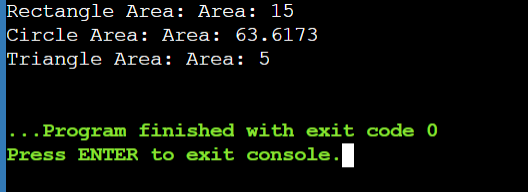 Rectangle Area: Area: 15
Circle Area: Area: 63.6173
Triangle Area: Area: 5
...Program finished with exit code 0
Press ENTER to exit console.